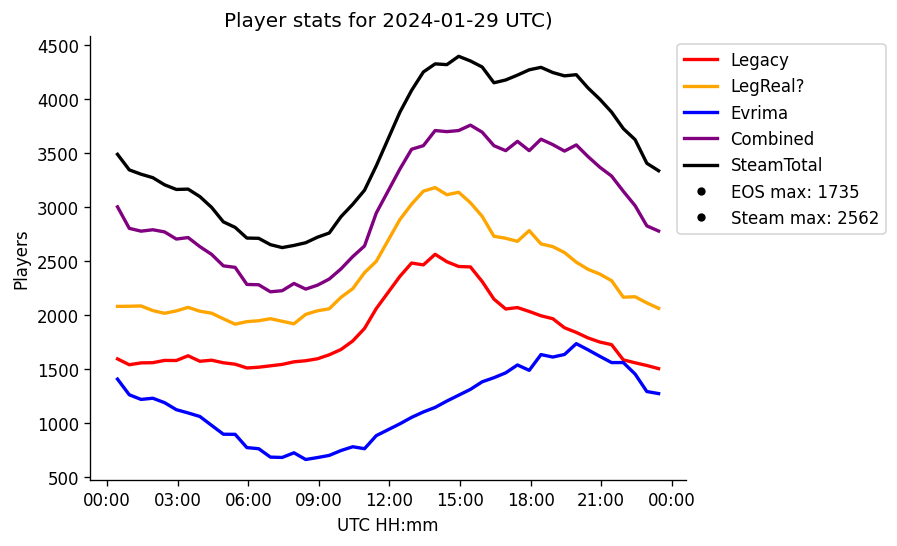 Player stats for 2024-01-29 UTC)
4500
4000
3500
3000
2500
2000
1500
1000
500
Players
00:00 03:00 06:00 09:00 12:00 15:00 18:00 21:00 00:00
UTC HH:mm
Legacy
LegReal?
Evrima
Combined
SteamTotal
EOS max: 1735
Steam max: 2562